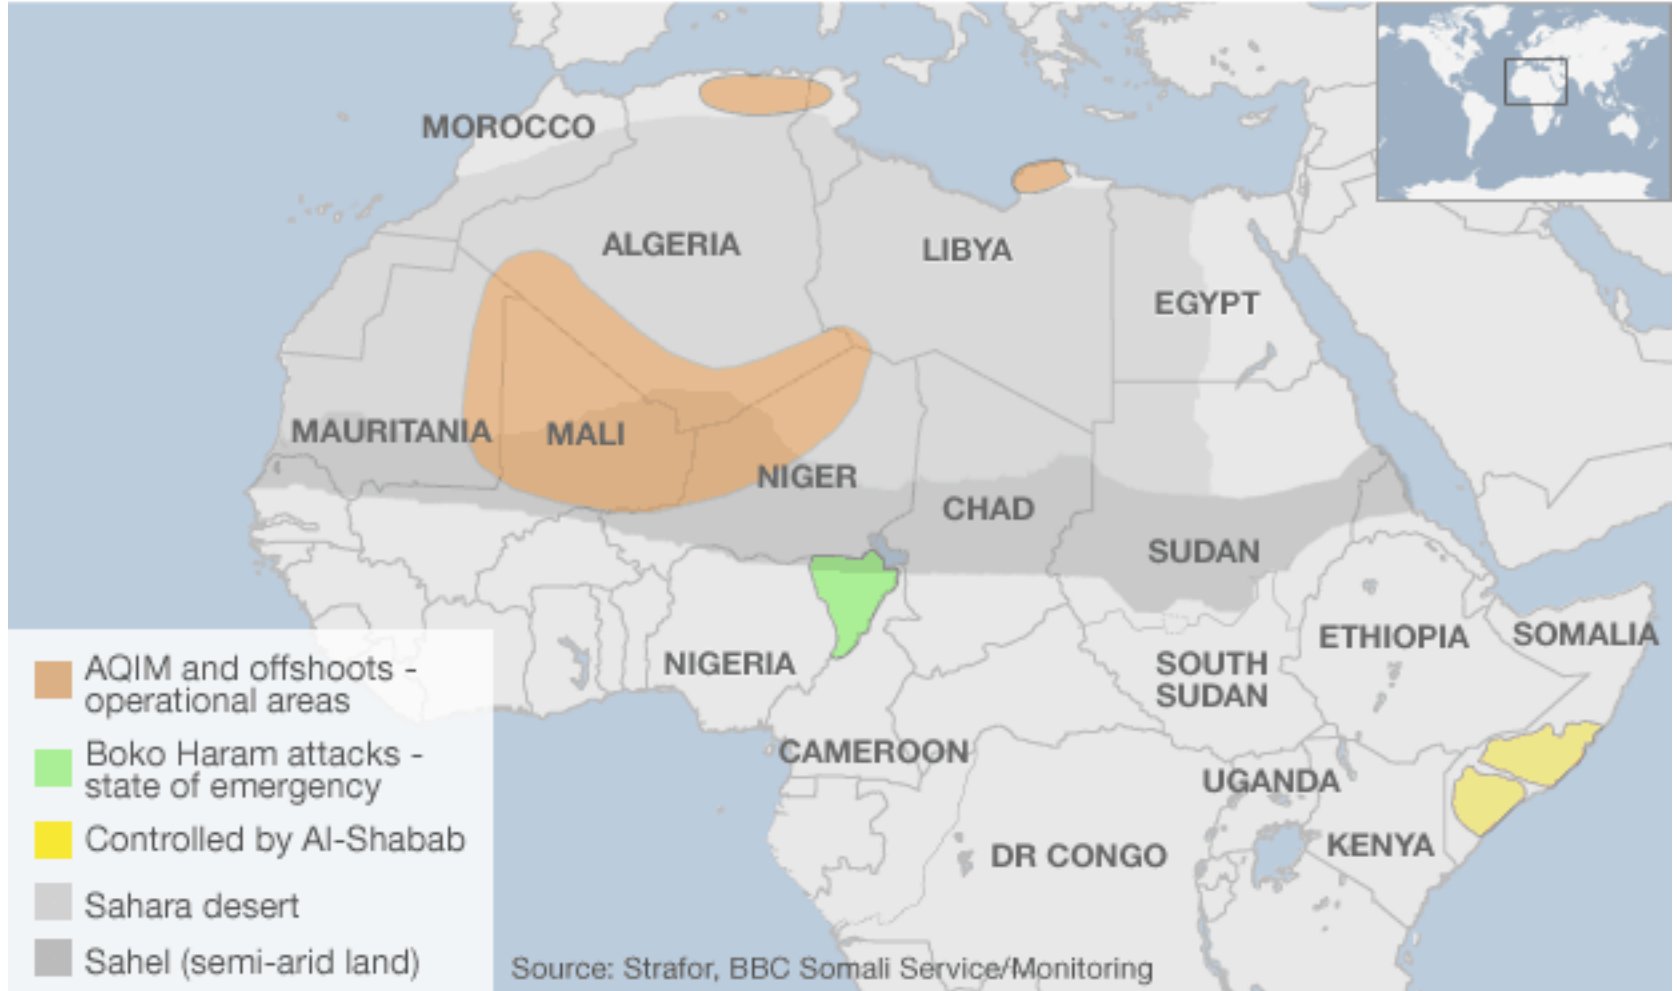 MOROCCO
ALGERIA
LIBYA
EGYPT
MAURITANIA
MALI
NIGER
CHAD
SUDAN
NIGERIA
ETHIOPIA
SOMALIA
SOUTH
SUDAN
CAMEROON
UGANDA
KENYA
DR CONGO
AQIM and offshoots -
operational areas
Boko Haram attacks -
state of emergency
Controlled by Al-Shabab
Sahara desert
Sahel (semi-arid land)
Source: Strafor, BBC Somali Service/Monitoring